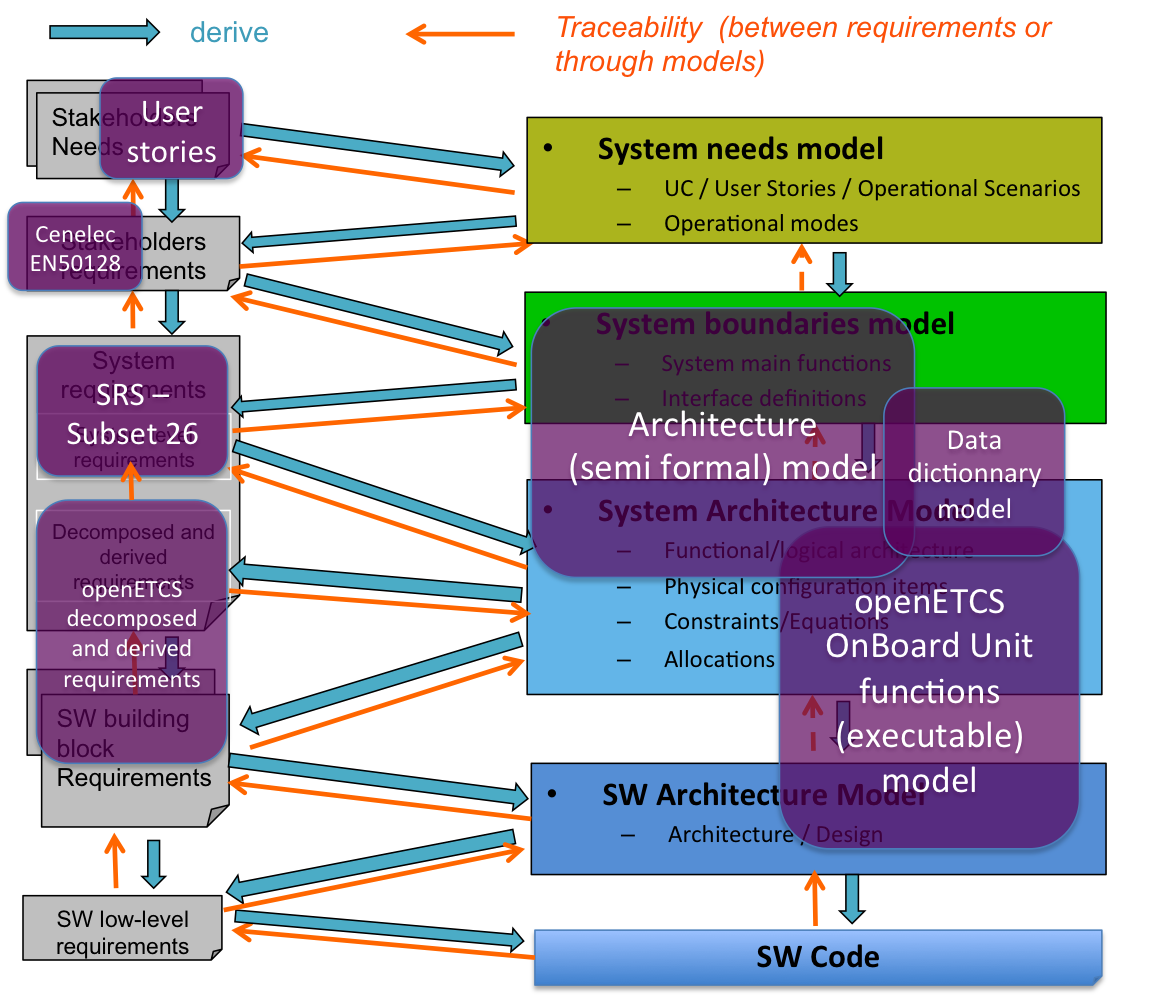 derive
Traceability (between requirements or
through models)
Stakeholders
Needs
User
stories
Cenelec
EN50128
Stakeholders
requirements
System
requirements
SRS –
Subset 26
requirements
Decomposed and
derived
requirements
openETCS
decomposed
and derived
requirements
SW building
block
Requirements
SW low-level
requirements
• System needs model
– UC / User Stories / Operational Scenarios
– Operational modes
• System boundaries model
– System main functions
– Interface definitions
Architecture
(semi formal) model
Data
dictionnary
model
• System Architecture Model
– Functional/logical architecture
– Physical configuration items
– Constraints/Equations
– Allocations
openETCS
OnBoard Unit
functions
(executable)
model
• SW Architecture Model
– Architecture / Design
SW Code